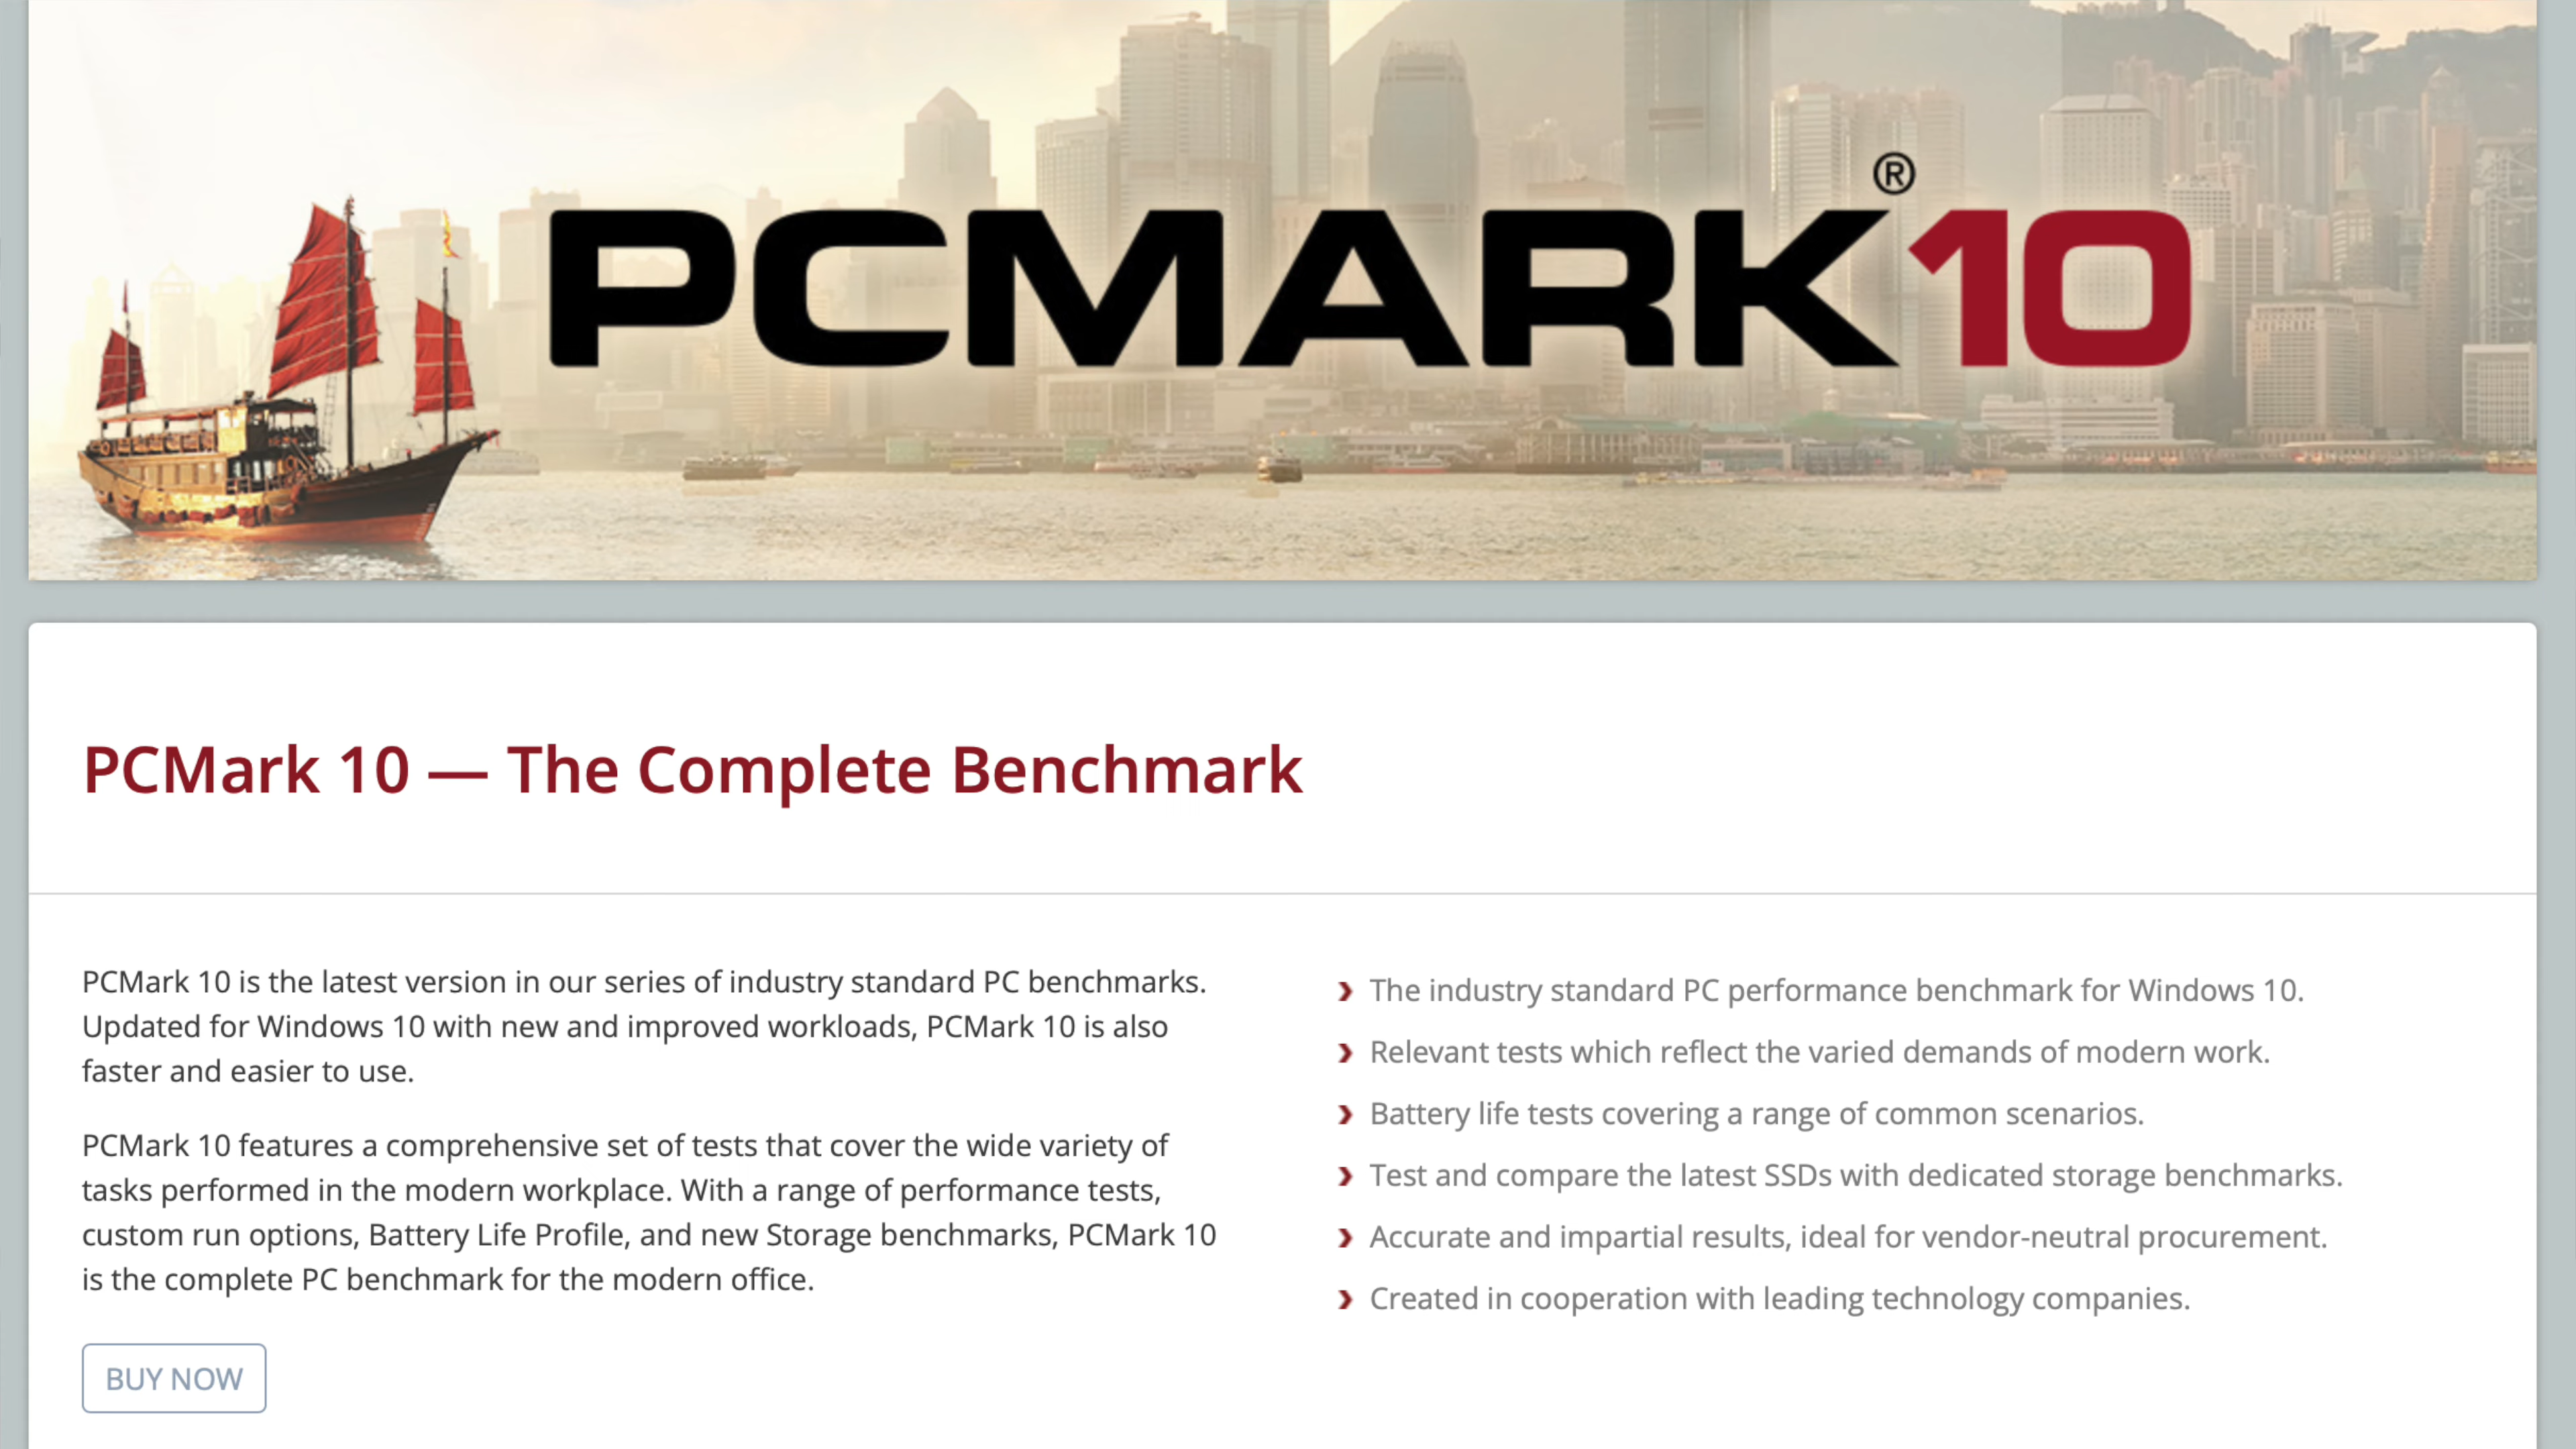 PCMARK®10
PCMark 10 — The Complete Benchmark
PCMark 10 is the latest version in our series of industry standard PC benchmarks.
Updated for Windows 10 with new and improved workloads, PCMark 10 is also
faster and easier to use.
PCMark 10 features a comprehensive set of tests that cover the wide variety of
tasks performed in the modern workplace. With a range of performance tests,
custom run options, Battery Life Profile, and new Storage benchmarks, PCMark 10
is the complete PC benchmark for the modern office.
BUY NOW
The industry standard PC performance benchmark for Windows 10.
Relevant tests which reflect the varied demands of modern work.
Battery life tests covering a range of common scenarios.
Test and compare the latest SSDs with dedicated storage benchmarks.
Accurate and impartial results, ideal for vendor-neutral procurement.
Created in cooperation with leading technology companies.